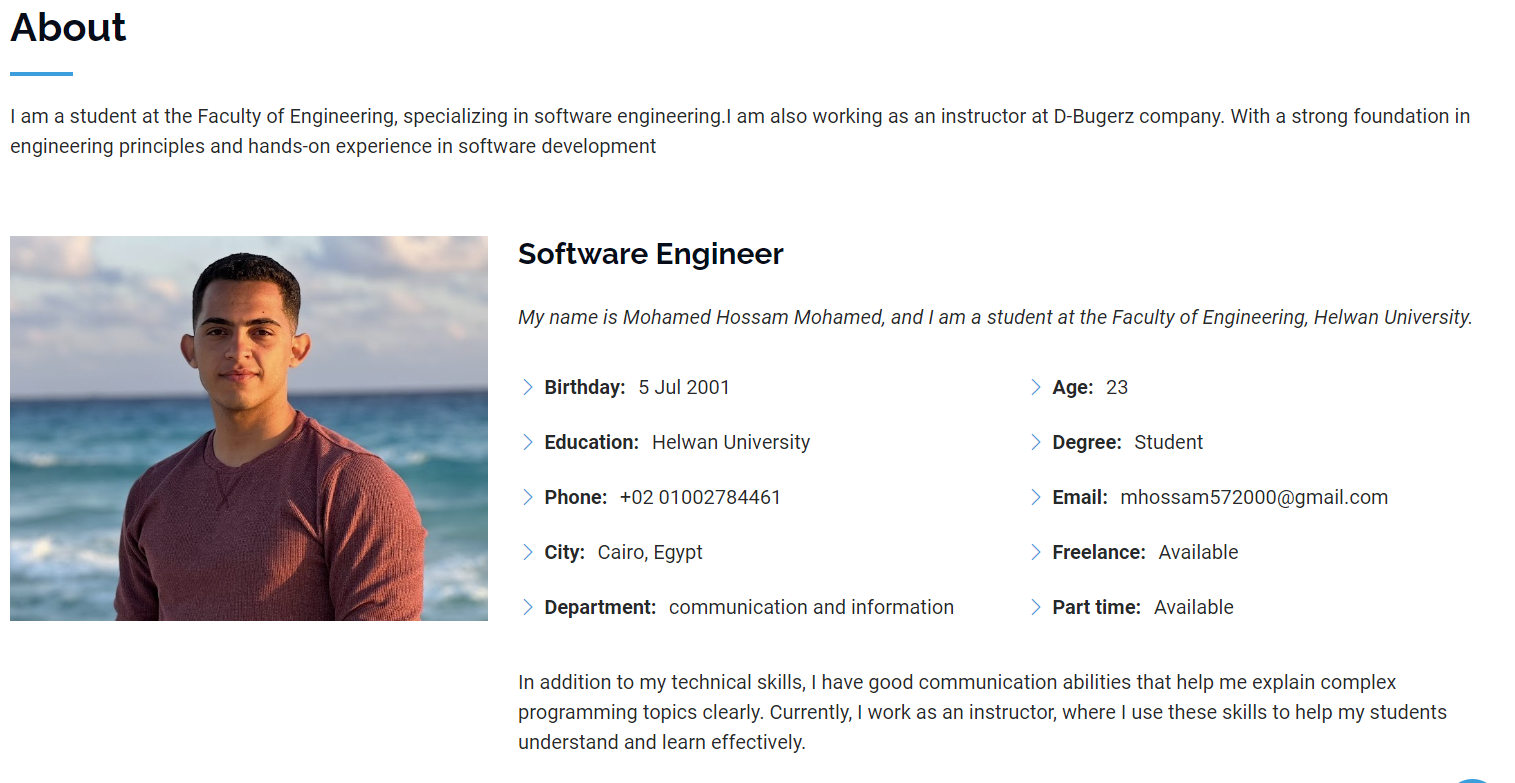 About
I am a student at the Faculty of Engineering, specializing in software engineering.I am also working as an instructor at D-Bugerz company. With a strong foundation in
engineering principles and hands-on experience in software development
Software Engineer
My name is Mohamed Hossam Mohamed, and I am a student at the Faculty of Engineering, Helwan University.
Birthday: 5 Jul 2001
Age: 23
Education: Helwan University
Degree: Student
Phone: +02 01002784461
Email: mhossam572000@gmail.com
City: Cairo, Egypt
Freelance: Available
Department: communication and information
Part time: Available
In addition to my technical skills, I have good communication abilities that help me explain complex
programming topics clearly. Currently, I work as an instructor, where I use these skills to help my students
understand and learn effectively.